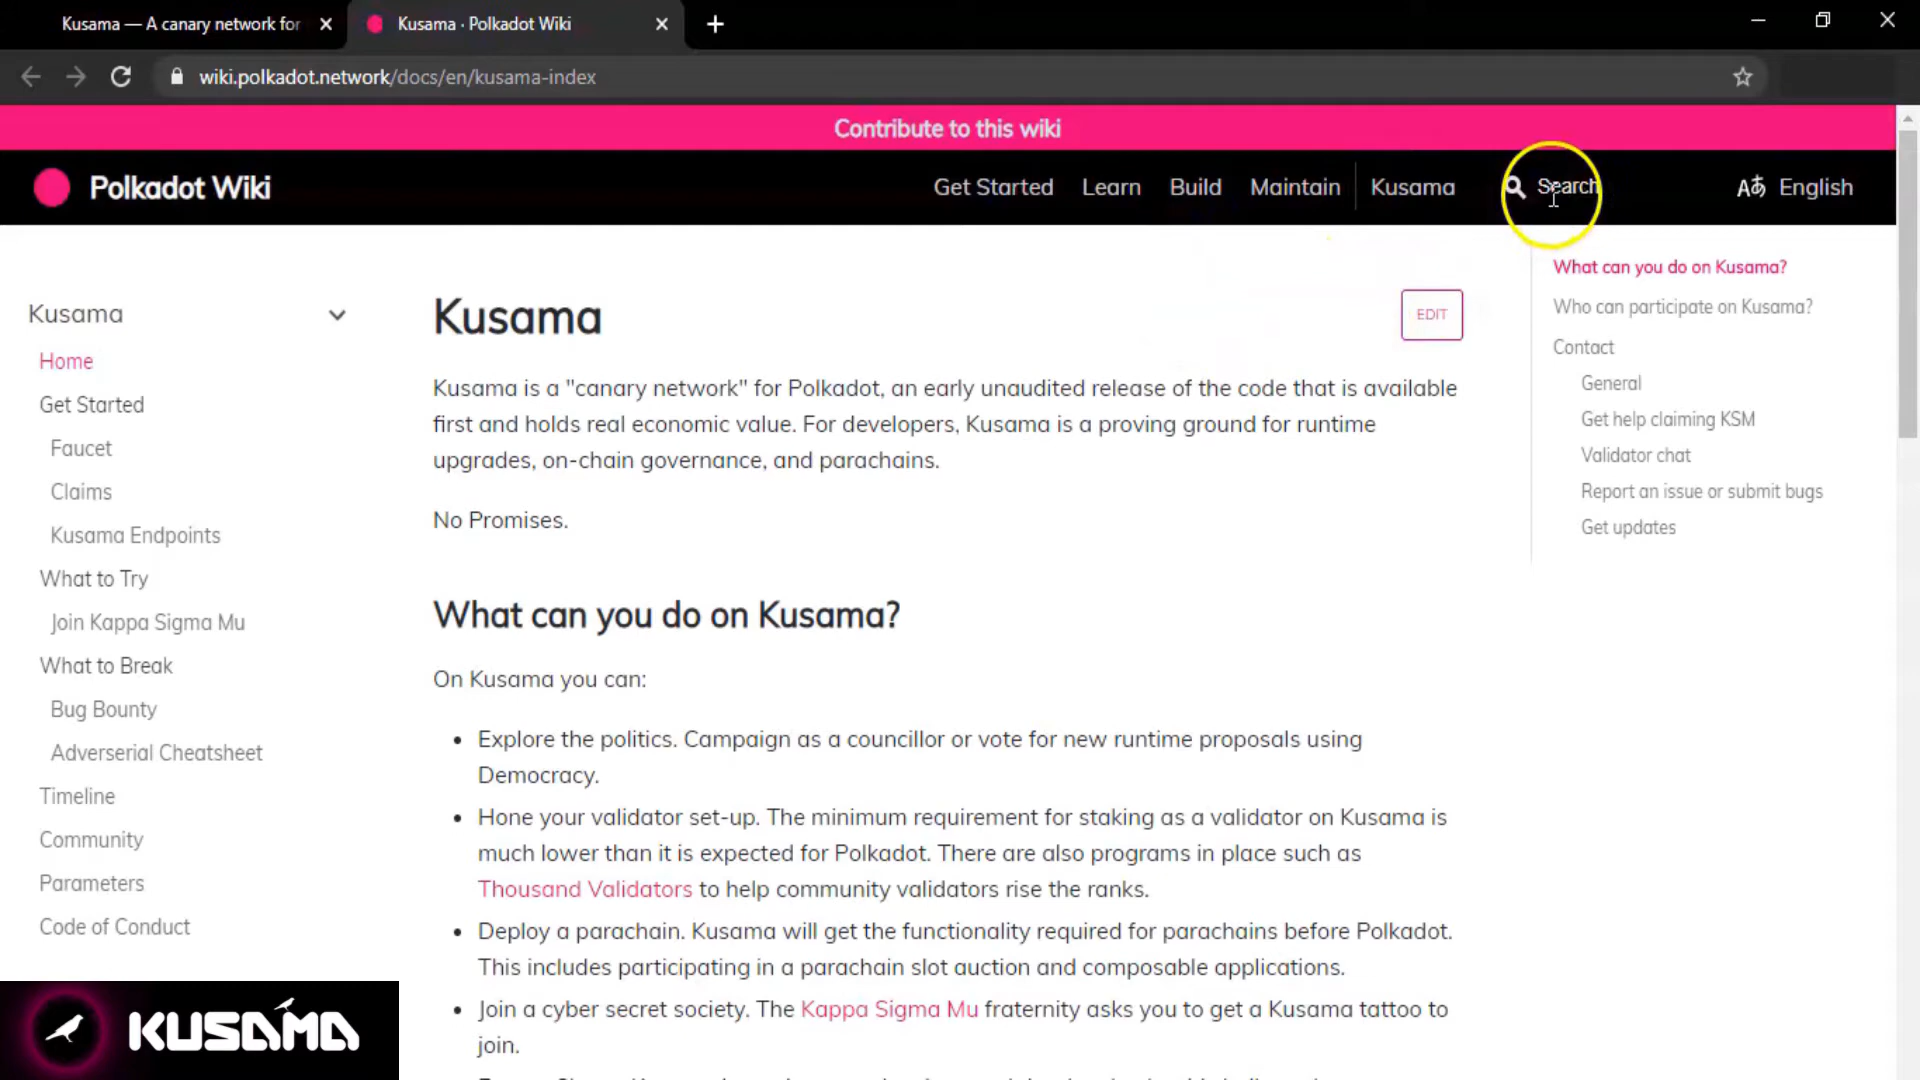 Kusama — A canary network for
Kusama · Polkadot Wiki
wiki.polkadot.network/docs/en/kusama-index
Contribute to this wiki
Polkadot Wiki
Get Started
Learn
Build
Maintain
Kusama
Search
English
Kusama
Home
Get Started
Faucet
Claims
Kusama Endpoints
What to Try
Join Kappa Sigma Mu
What to Break
Bug Bounty
Adverserial Cheatsheet
Timeline
Community
Parameters
Code of Conduct
Kusama
EDIT
Kusama is a "canary network" for Polkadot, an early unaudited release of the code that is available
first and holds real economic value. For developers, Kusama is a proving ground for runtime
upgrades, on-chain governance, and parachains.
No Promises.
What can you do on Kusama?
On Kusama you can:
• Explore the politics. Campaign as a councillor or vote for new runtime proposals using
Democracy.
• Hone your validator set-up. The minimum requirement for staking as a validator on Kusama is
much lower than it is expected for Polkadot. There are also programs in place such as
Thousand Validators to help community validators rise the ranks.
• Deploy a parachain. Kusama will get the functionality required for parachains before Polkadot.
This includes participating in a parachain slot auction and composable applications.
• Join a cyber secret society. The Kappa Sigma Mu fraternity asks you to get a Kusama tattoo to
join.
What can you do on Kusama?
Who can participate on Kusama?
Contact
General
Get help claiming KSM
Validator chat
Report an issue or submit bugs
Get updates
KUSAMA